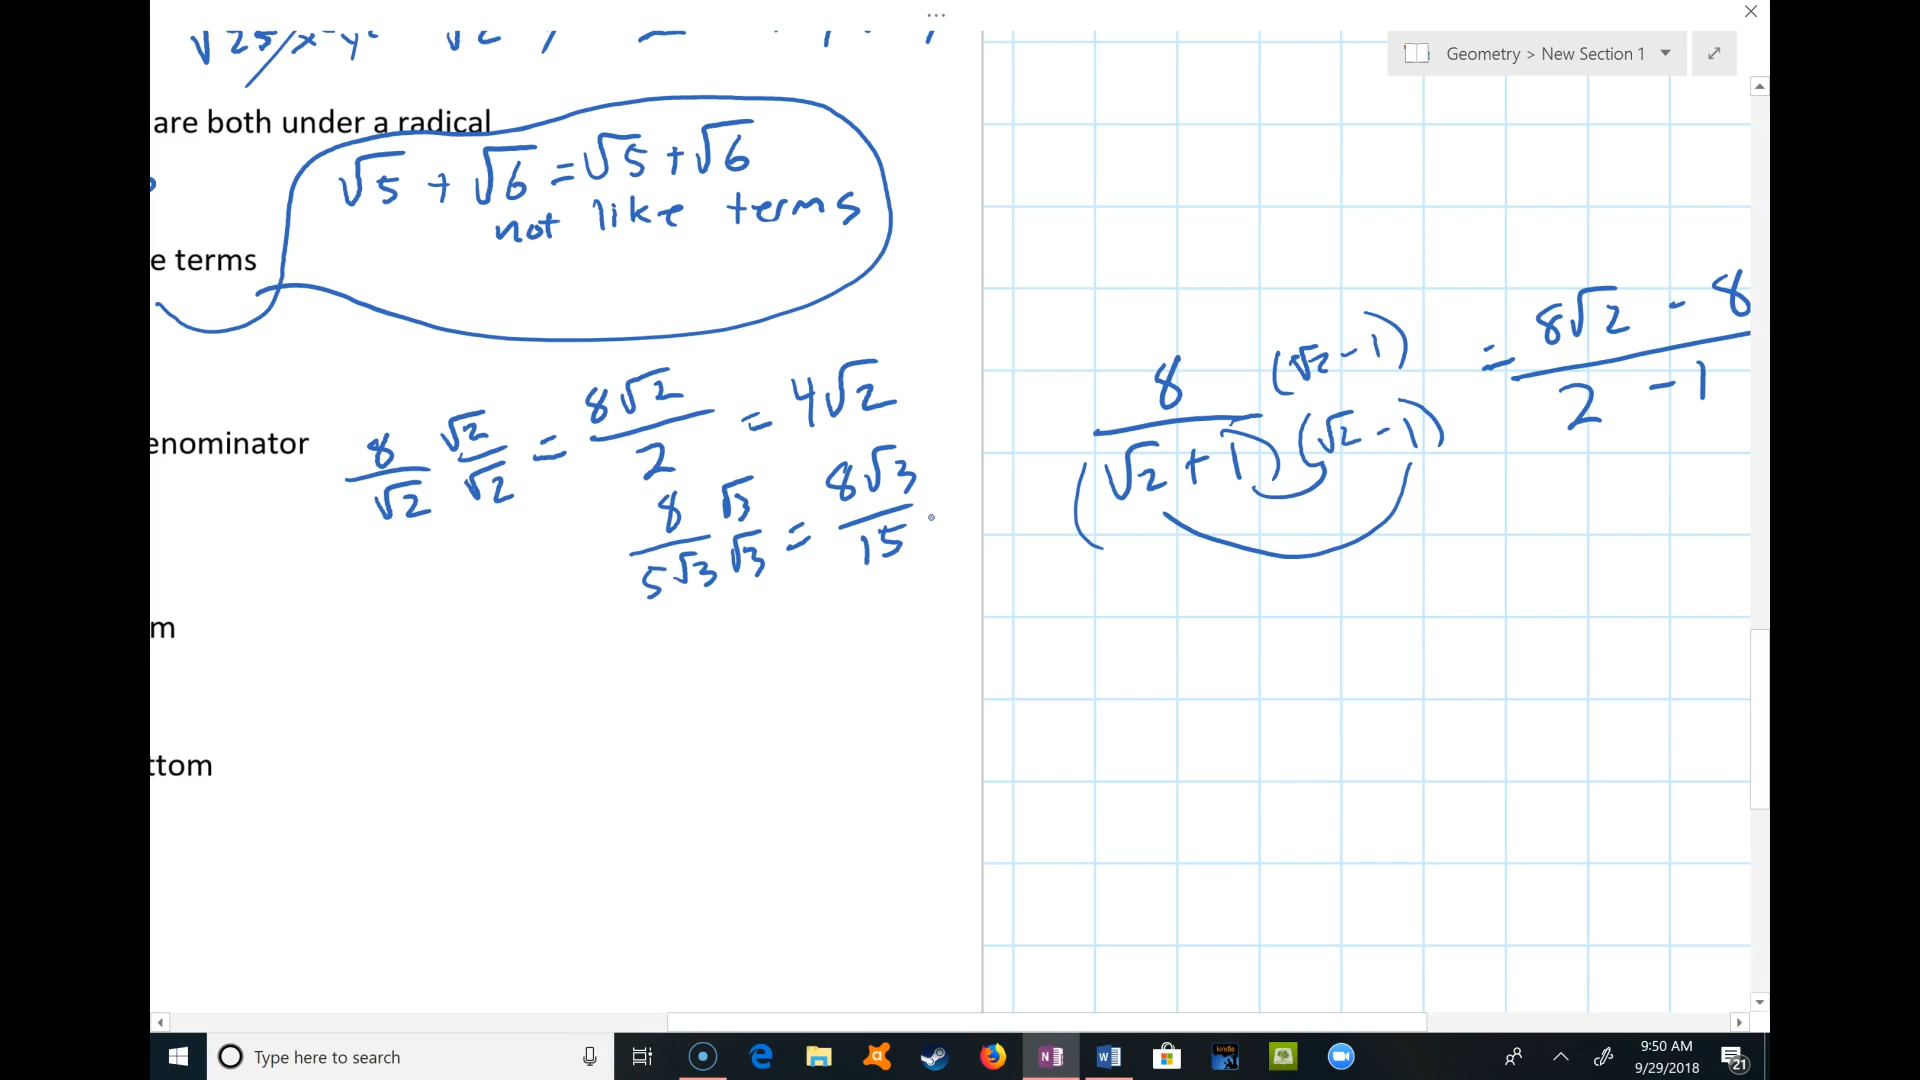 Geometry > New Section 1
are both under a radical
√5 + √6 = √5 + √6
not like terms
e terms
8/√2 √2/√2 = 8√2/2 = 4√2
enominator
8/5√3 √3/√3 = 8√3/15
m
ttom
8/(√2 + 1) (√2 - 1)/(√2 - 1) = 8√2 - 8/2 - 1
Type here to search
9:50 AM
9/29/2018
21